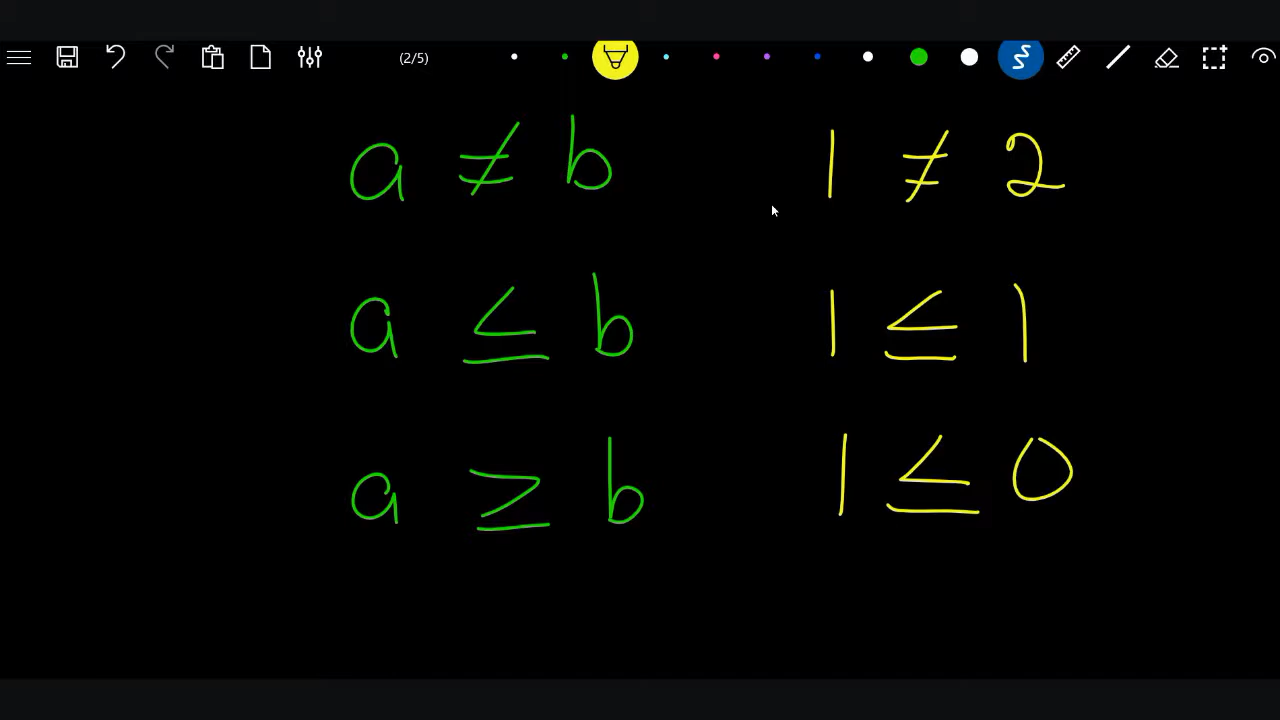 (2/5)
a ≠ b 1 ≠ 2
a ≤ b 1 ≤ 1
a ≥ b 1 ≤ 0